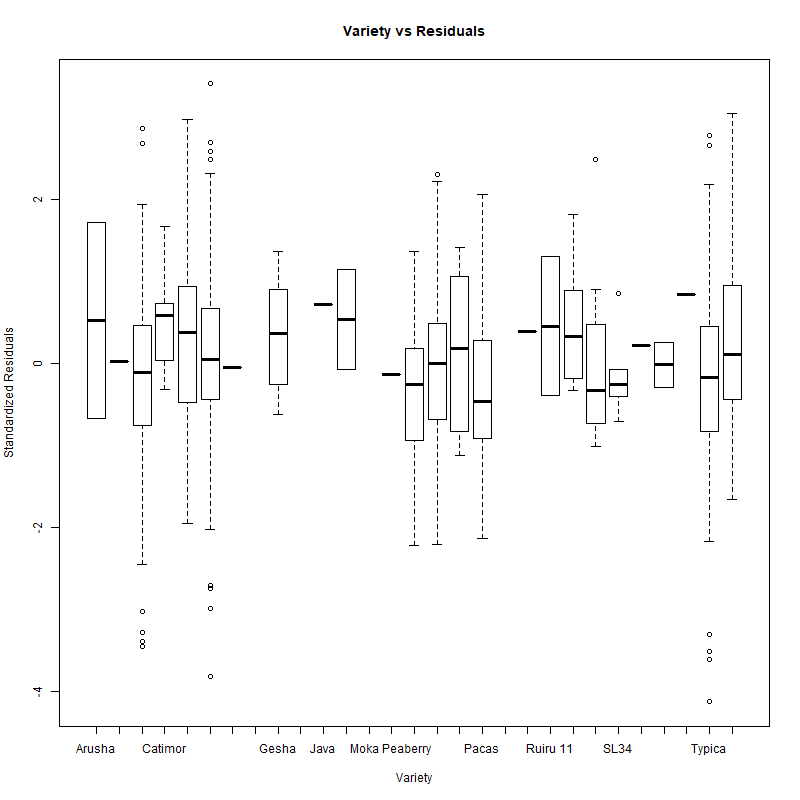 Variety vs Residuals
Standardized Residuals
2
0
-2
-4
Arusha Catimor Gesha Java Moka Peaberry Pacas Ruiru 11 SL34 Typica
Variety